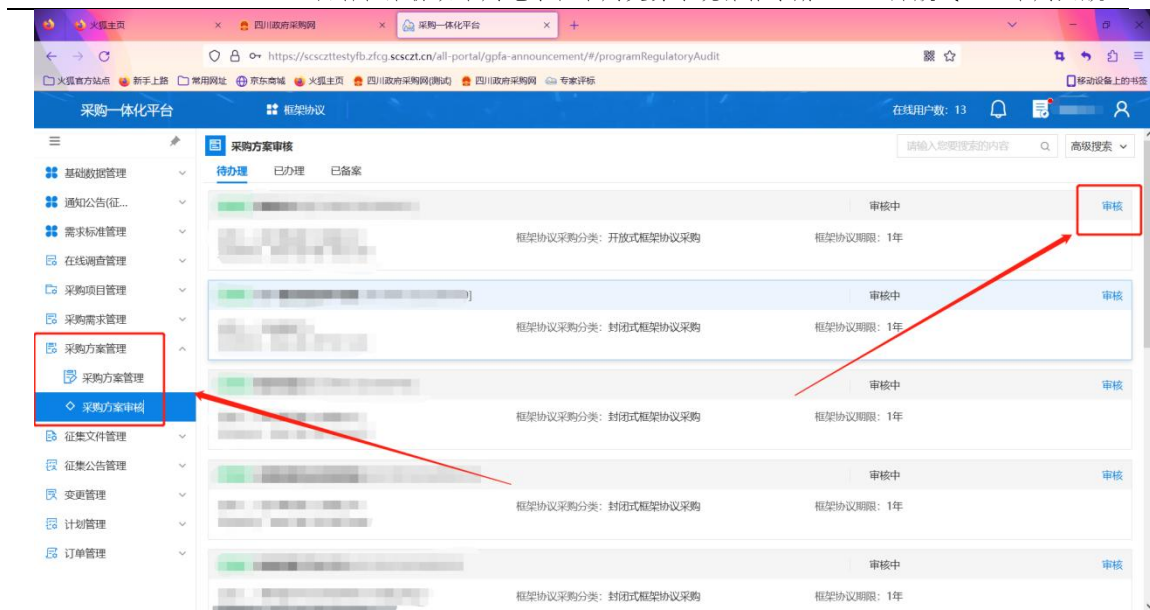 火狐主页 四川政府采购网 采购一体化平台
https://scsczttestyfb.zfcg.scsczt.cn/all-portal/gpfa-announcement/#/programRegulatoryAudit
火狐官方站点 新手上路 常用网址 京东商城 火狐主页 四川政府采购网(测试) 四川政府采购网 专家评标 移动设备上的书签
采购一体化平台 框架协议 在线用户数: 13
采购方案审核 请输入您要搜索的内容 高级搜索
待办理 已办理 已备案
基础数据管理
通知公告(征...
需求标准管理
在线调查管理
采购项目管理
采购需求管理
采购方案管理
采购方案管理
采购方案审核
征集文件管理
征集公告管理
变更管理
计划管理
订单管理
审核中 审核
框架协议采购分类: 开放式框架协议采购 框架协议期限: 1年
审核中 审核
框架协议采购分类: 封闭式框架协议采购 框架协议期限: 1年
审核中 审核
框架协议采购分类: 封闭式框架协议采购 框架协议期限: 1年
审核中 审核
框架协议采购分类: 封闭式框架协议采购 框架协议期限: 1年
审核中 审核
框架协议采购分类: 封闭式框架协议采购 框架协议期限: 1年